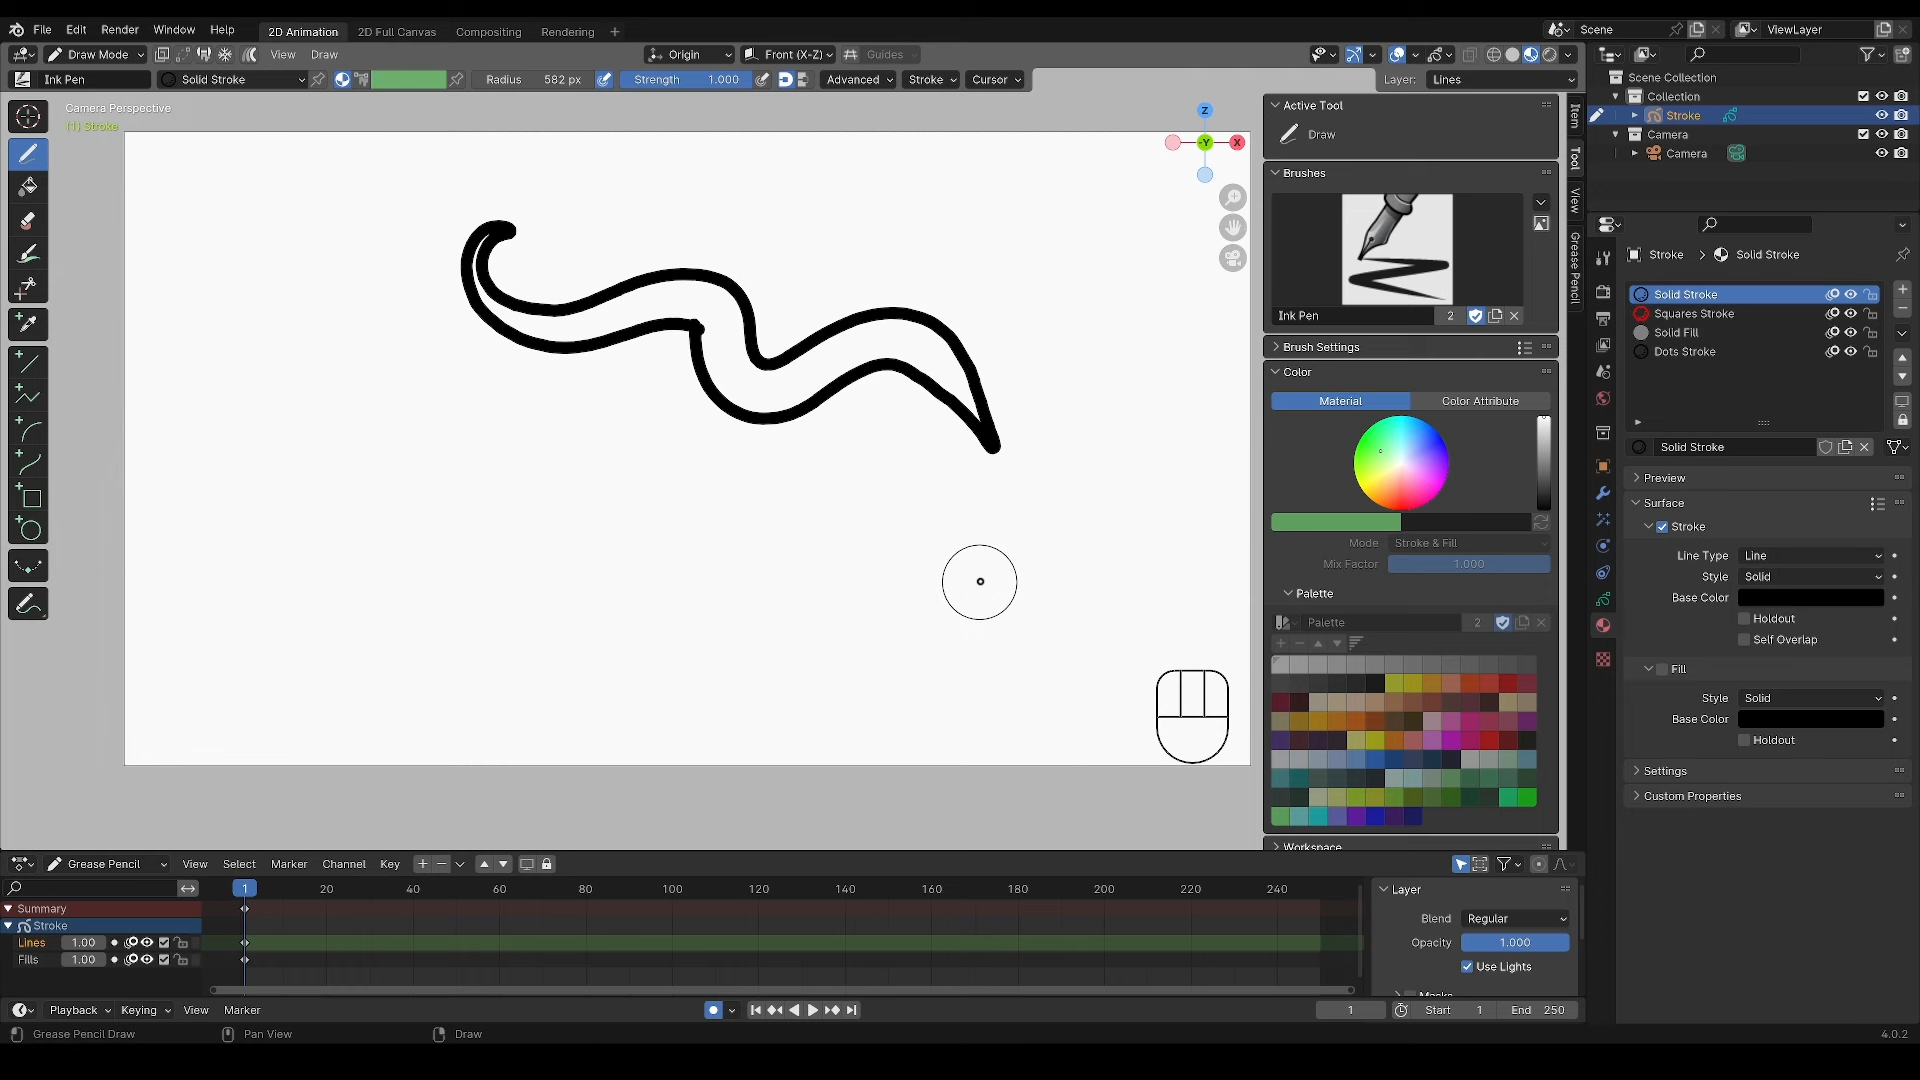 File Edit Render Window Help 2D Animation 2D Full Canvas Compositing Rendering + Scene ViewLayer
Draw Mode View Draw Origin Front (X-Z) Guides
Ink Pen Solid Stroke Radius 582 px Strength 1.000 Advanced Stroke Cursor Layer: Lines
Camera Perspective
(1) Stroke
Z
-Y
X
Active Tool
Draw
Brushes
Ink Pen 2
Brush Settings
Color
Material Color Attribute
Mode Stroke & Fill
Mix Factor 1.000
Palette
Palette 2
Workspace
Item
Tool
View
Grease Pencil
Scene Collection
Collection
Stroke
Camera
Camera
Stroke > Solid Stroke
Solid Stroke
Squares Stroke
Solid Fill
Dots Stroke
Solid Stroke
Preview
Surface
Stroke
Line Type Line
Style Solid
Base Color
Holdout
Self Overlap
Fill
Style Solid
Base Color
Holdout
Settings
Custom Properties
Grease Pencil View Select Marker Channel Key
1 20 40 60 80 100 120 140 160 180 200 220 240
Summary
Stroke
Lines 1.00
Fills 1.00
Layer
Blend Regular
Opacity 1.000
Use Lights
Masks
Playback Keying View Marker 1 Start 1 End 250
Grease Pencil Draw Pan View Draw 4.0.2